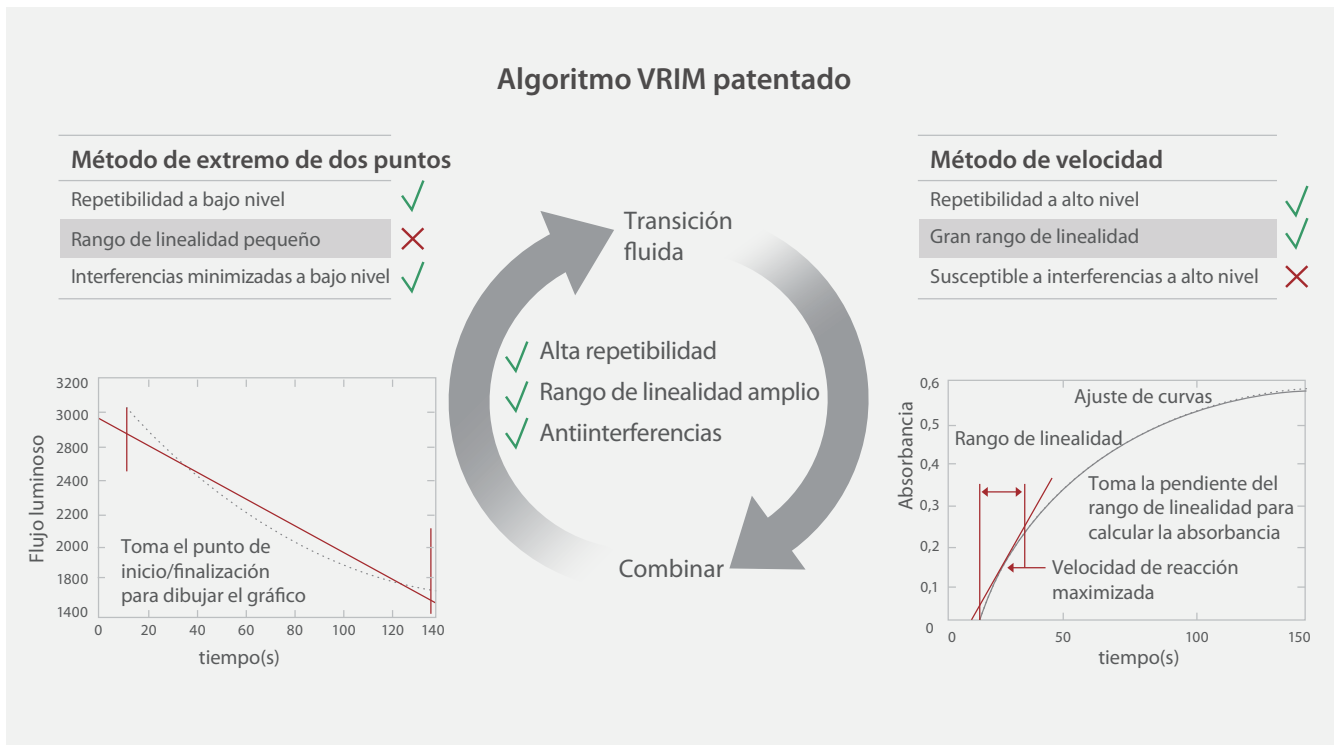 Algoritmo VRIM patentado
Método de extremo de dos puntos
Repetibilidad a bajo nivel
Rango de linealidad pequeño
Interferencias minimizadas a bajo nivel
Transición
fluida
Alta repetibilidad
Rango de linealidad amplio
Antiinterferencias
Combinar
Método de velocidad
Repetibilidad a alto nivel
Gran rango de linealidad
Susceptible a interferencias a alto nivel
Flujo luminoso
3200
3000
2800
2400
2200
2000
1800
1400
Toma el punto de
inicio/finalización
para dibujar el gráfico
0 20 40 60 80 100 120 140
tiempo(s)
Absorbancia
0,6
0,5
0,4
0,3
0,2
0,1
0
Ajuste de curvas
Rango de linealidad
Toma la pendiente del
rango de linealidad para
calcular la absorbancia
Velocidad de reacción
maximizada
0 50 100 150
tiempo(s)